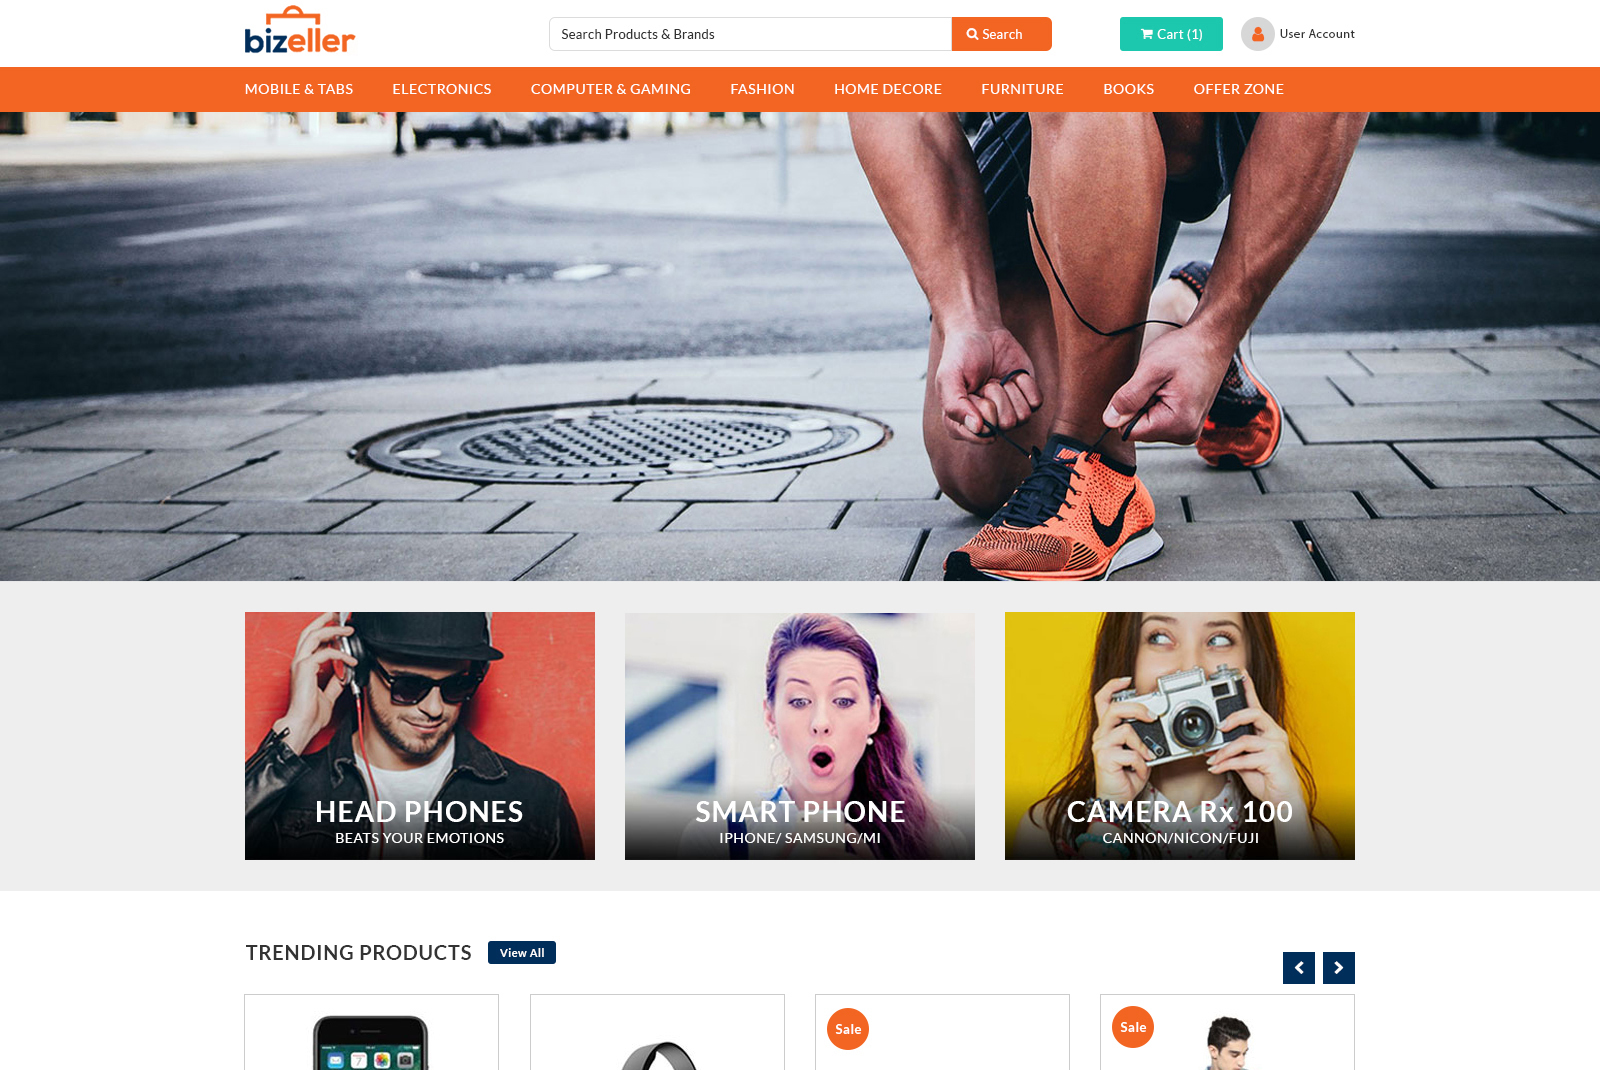 bizeller
Search Products & Brands
Search
Cart (1)
User Account
MOBILE & TABS
ELECTRONICS
COMPUTER & GAMING
FASHION
HOME DECORE
FURNITURE
BOOKS
OFFER ZONE
HEAD PHONES
BEATS YOUR EMOTIONS
SMART PHONE
IPHONE/ SAMSUNG/MI
CAMERA Rx 100
CANNON/NICON/FUJI
TRENDING PRODUCTS
View All
Sale
Sale